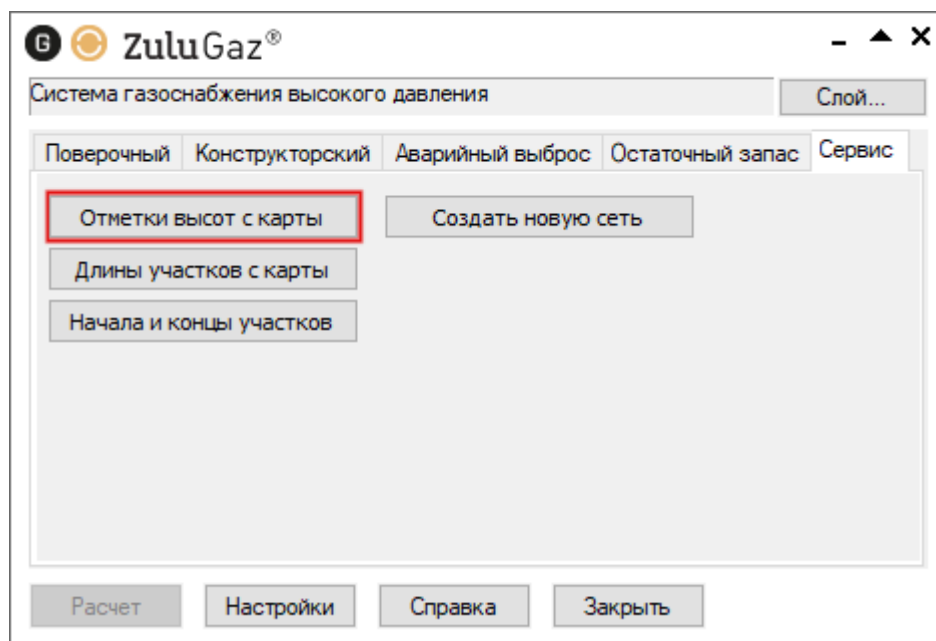 G ZuluGaz®
Система газоснабжения высокого давления Слой...
Поверочный Конструкторский Аварийный выброс Остаточный запас Сервис
Отметки высот с карты Создать новую сеть
Длины участков с карты
Начала и концы участков
Расчет Настройки Справка Закрыть